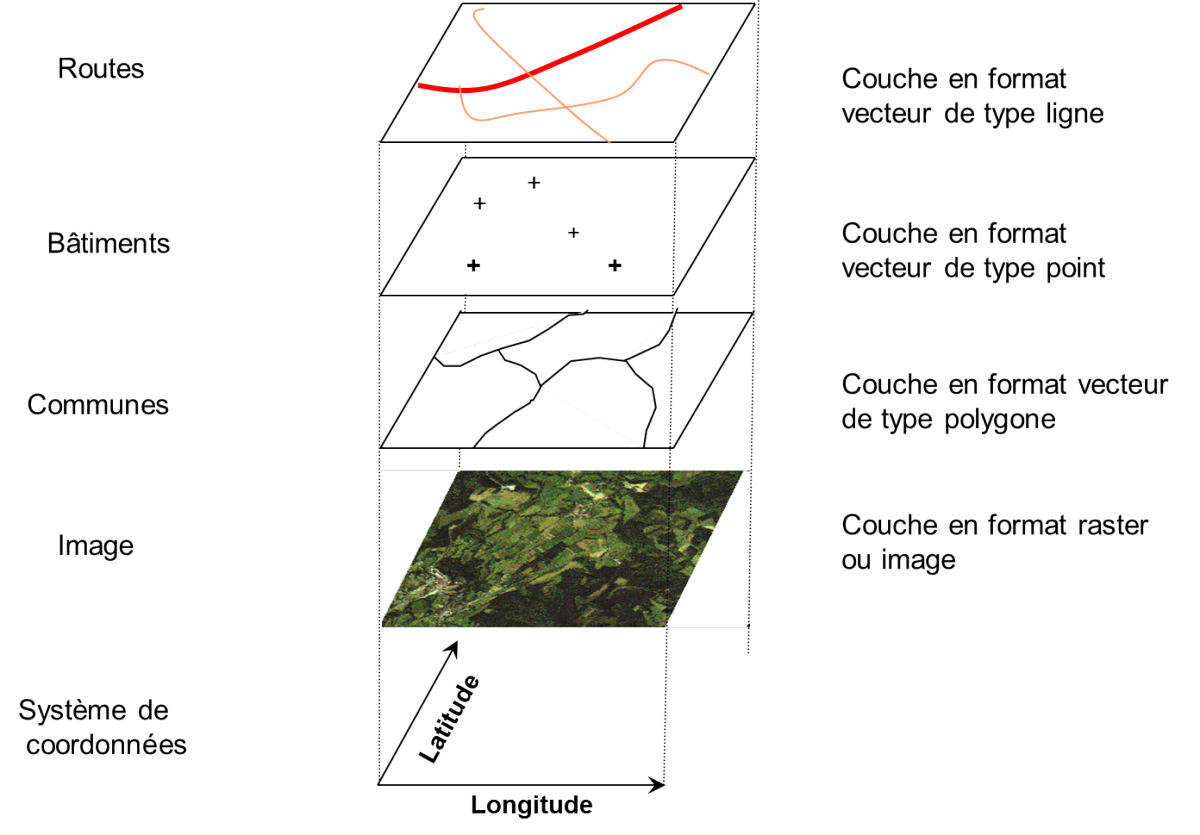 Routes
Couche en format
vecteur de type ligne
Bâtiments
Couche en format
vecteur de type point
Communes
Couche en format vecteur
de type polygone
Image
Couche en format raster
ou image
Système de
coordonnées
Latitude
Longitude